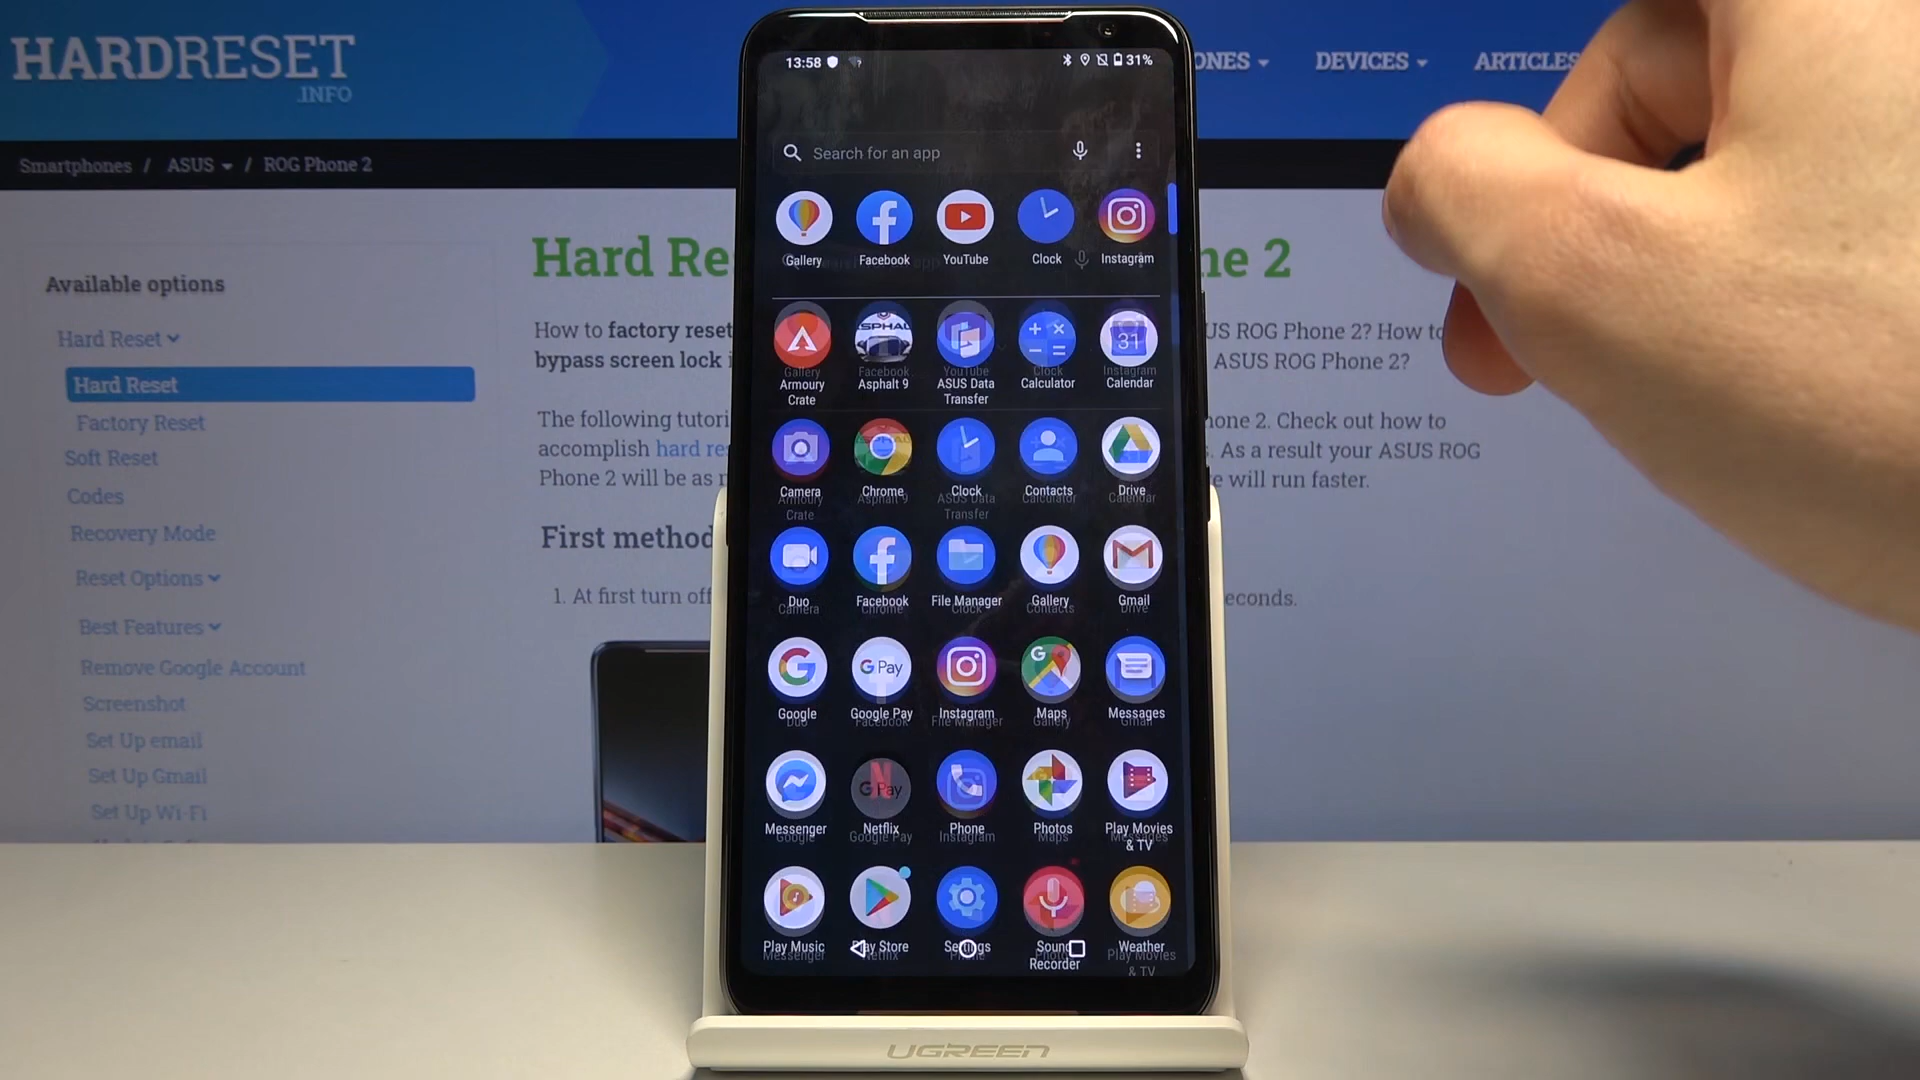 HARDRESET
.INFO
ONES DEVICES ARTICLES
Smartphones / ASUS / ROG Phone 2
Available options
Hard Reset
Hard Reset
Factory Reset
Soft Reset
Codes
Recovery Mode
Reset Options
Best Features
Remove Google Account
Screenshot
Set Up email
Set Up Gmail
Set Up Wi-Fi
Hard Re
ne 2
How to factory reset
US ROG Phone 2? How to
bypass screen lock i
ASUS ROG Phone 2?
The following tutori
hone 2. Check out how to
accomplish hard re
s. As a result your ASUS ROG
Phone 2 will be as n
re will run faster.
First method
1. At first turn off
econds.
13:58 31%
Search for an app
Gallery Facebook YouTube Clock Instagram
Armoury Crate Asphalt 9 ASUS Data Transfer Calculator Calendar
Camera Chrome Clock Contacts Drive
Duo Facebook File Manager Gallery Gmail
Google Google Pay Instagram Maps Messages
Messenger Netflix Phone Photos Play Movies & TV
Play Music Play Store Settings Sound Recorder Weather
UGREEN